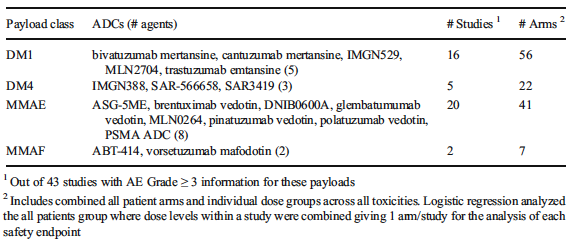 Payload class ADCs (# agents) # Studies 1 # Arms 2
DM1 bivatuzumab mertansine, cantuzumab mertansine, IMGN529, 16 56
MLN2704, trastuzumab emtansine (5)
DM4 IMGN388, SAR-566658, SAR3419 (3) 5 22
MMAE ASG-5ME, brentuximab vedotin, DNIB0600A, glembatumumab 20 41
vedotin, MLN0264, pinatuzumab vedotin, polatuzumab vedotin,
PSMA ADC (8)
MMAF ABT-414, vorsetuzumab mafodotin (2) 2 7
1 Out of 43 studies with AE Grade ≥ 3 information for these payloads
2 Includes combined all patient arms and individual dose groups across all toxicities. Logistic regression analyzed
the all patients group where dose levels within a study were combined giving 1 arm/study for the analysis of each
safety endpoint